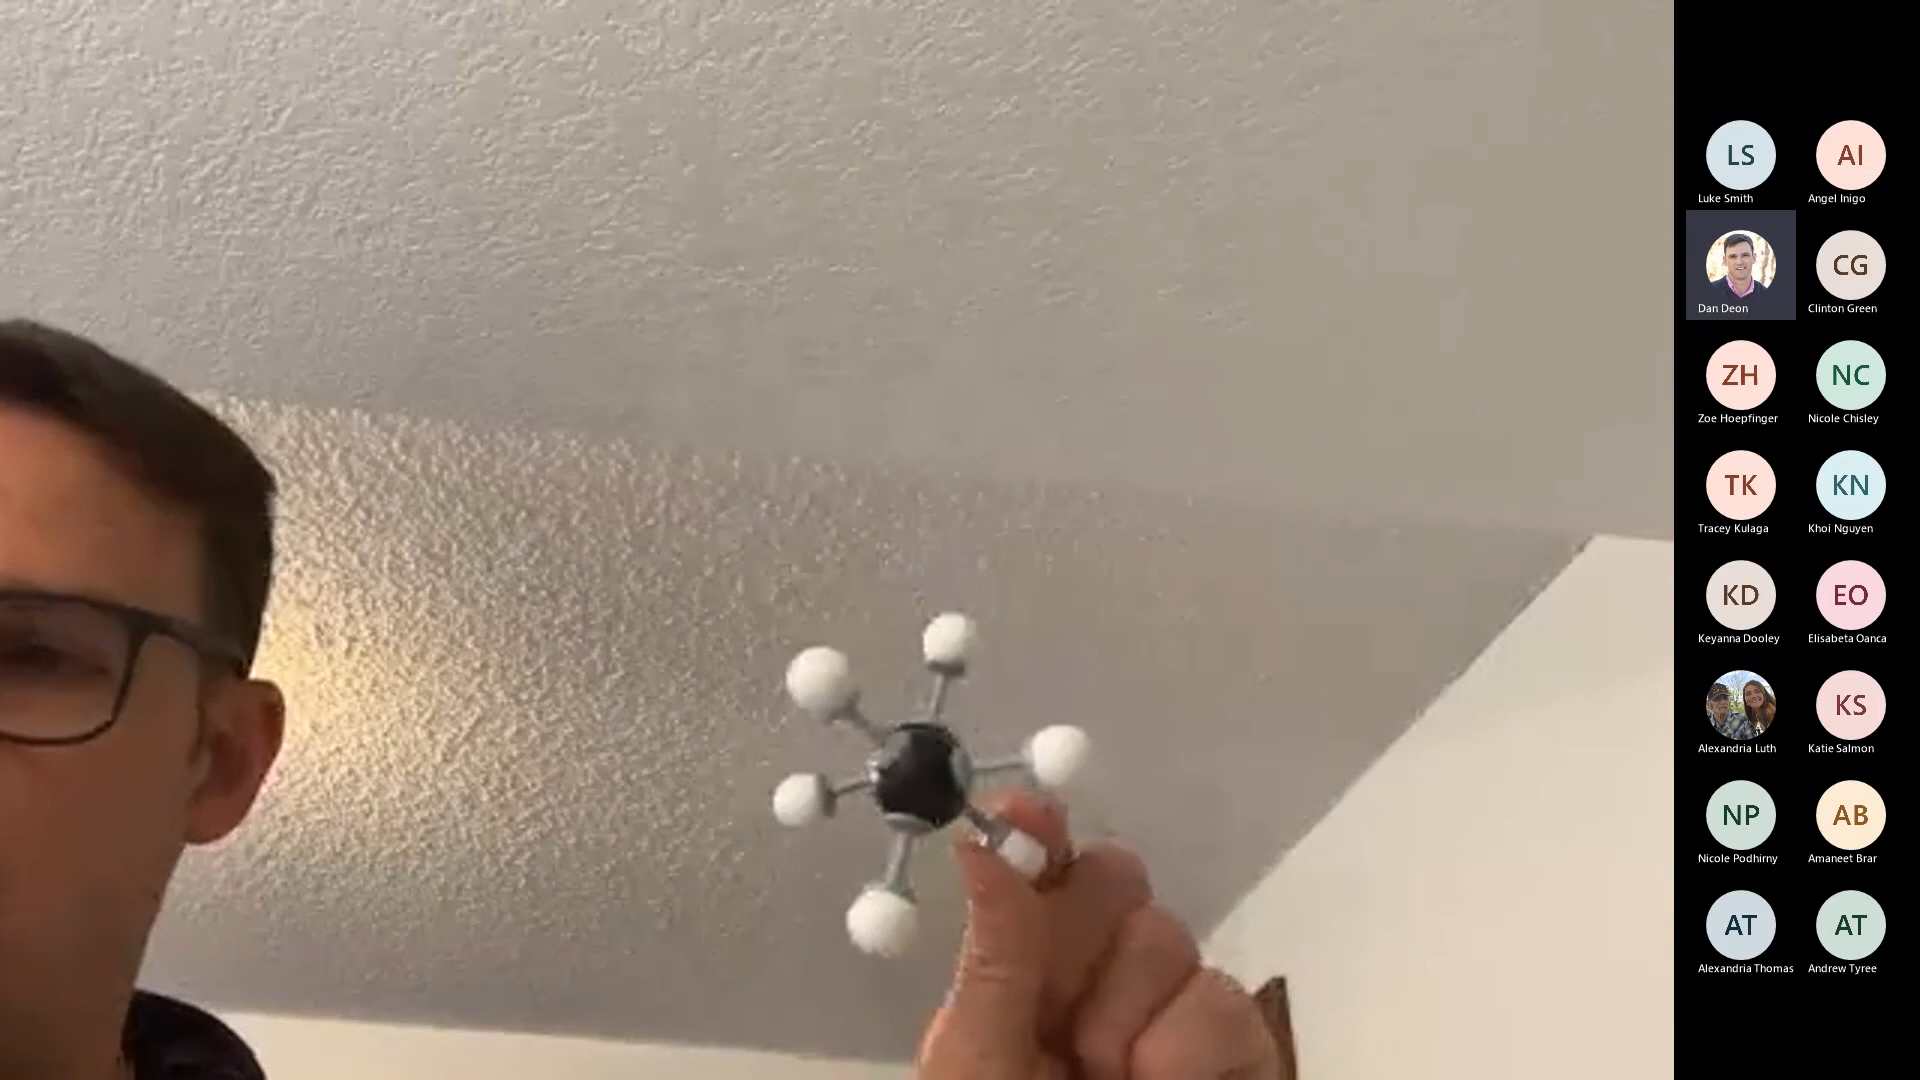 LS
AI
Luke Smith
Angel Inigo
CG
Dan Deon
Clinton Green
ZH
NC
Zoe Hoepfinger
Nicole Chisley
TK
KN
Tracey Kulaga
Khoi Nguyen
KD
EO
Keyanna Dooley
Elisabeta Oanca
KS
Alexandria Luth
Katie Salmon
NP
AB
Nicole Podhirny
Amaneet Brar
AT
AT
Alexandria Thomas
Andrew Tyree